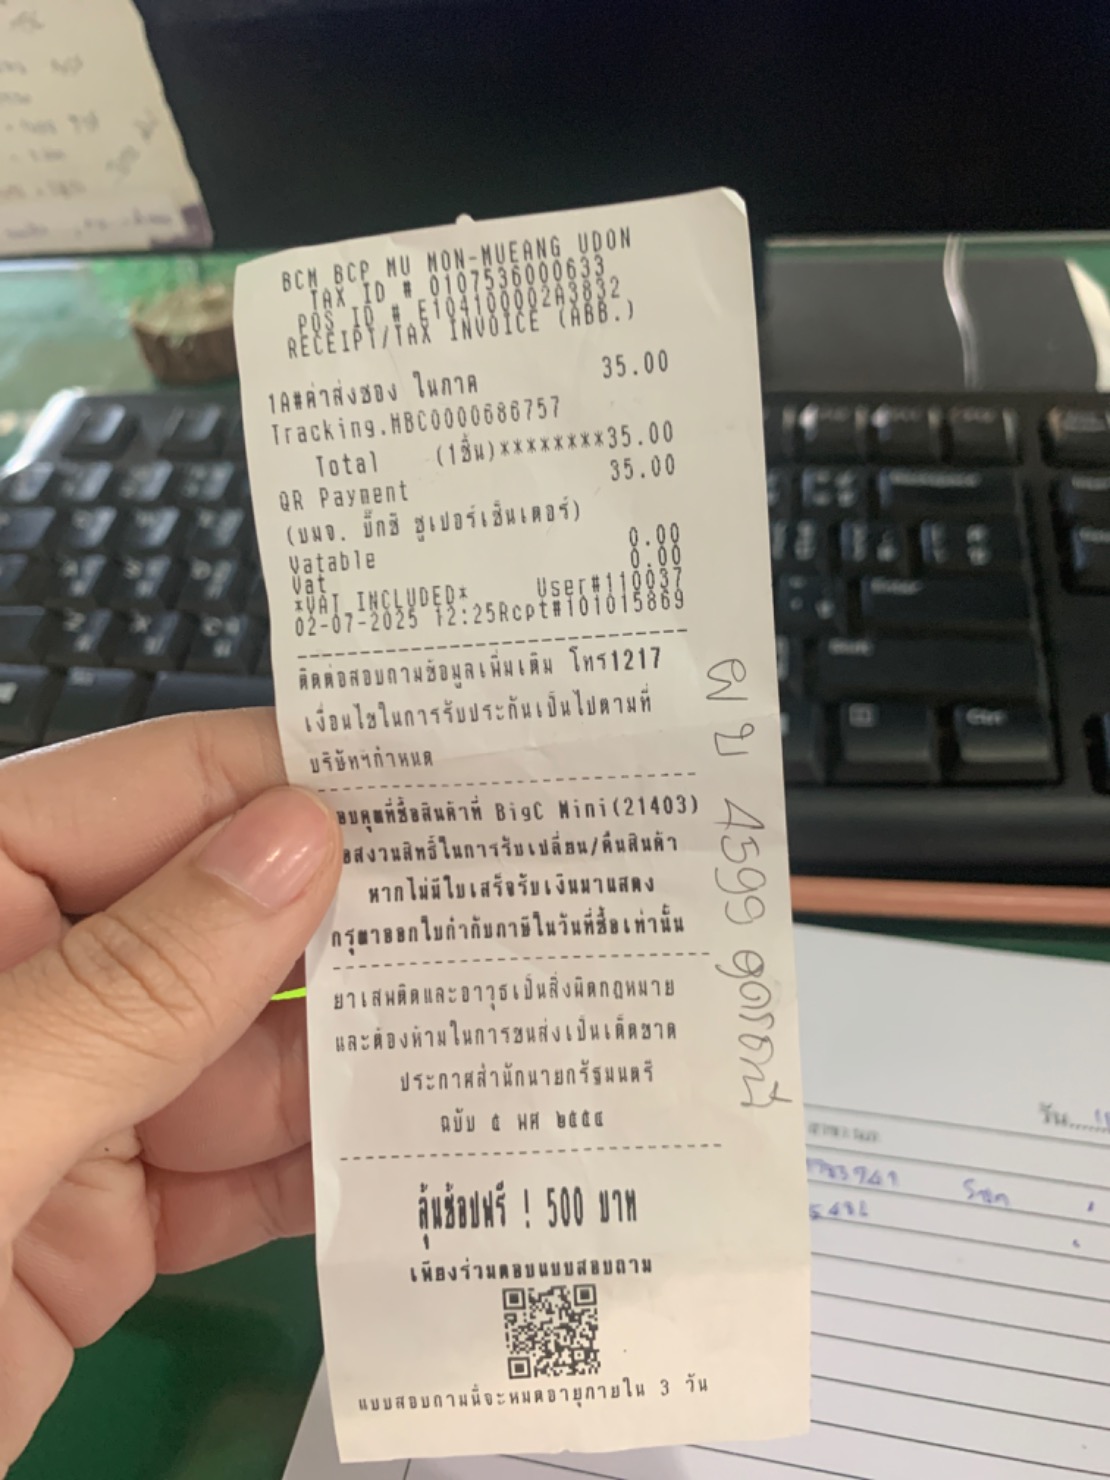 BCM BCP MU MON-MUEANG UDON
TAX ID # 0107536000633
POS ID # E104100002A3832
RECEIPT/TAX INVOICE (ABB.)
1A#ค่าส่งซอง ในภาค 35.00
Tracking.MBC0000686757
Total (1ชิ้น)********35.00
QR Payment 35.00
(บมจ. บิ๊กซี ซูเปอร์เซ็นเตอร์)
Vatable 0.00
Vat 0.00
*VAT INCLUDED* User#110037
02-07-2025 12:25Rcpt#101015869
ติดต่อสอบถามข้อมูลเพิ่มเติม โทร1217
เงื่อนไขในการรับประกันเป็นไปตามที่
บริษัทฯกำหนด
อบคุณที่ซื้อสินค้าที่ BigC Mini(21403)
อสงวนสิทธิ์ในการรับเปลี่ยน/คืนสินค้า
หากไม่มีใบเสร็จรับเงินมาแสดง
กรุณาออกใบกำกับภาษีในวันที่ซื้อเท่านั้น
ยาเสพติดและอาวุธเป็นสิ่งผิดกฎหมาย
และต้องห้ามในการขนส่งเป็นเด็ดขาด
ประกาศสำนักนายกรัฐมนตรี
ฉบับ ๕ พศ ๒๕๕๔
ลุ้นช้อปฟรี ! 500 บาท
เพียงร่วมตอบแบบสอบถาม
แบบสอบถามนี้จะหมดอายุภายใน 3 วัน
ผบ 4599 อุดรธานี